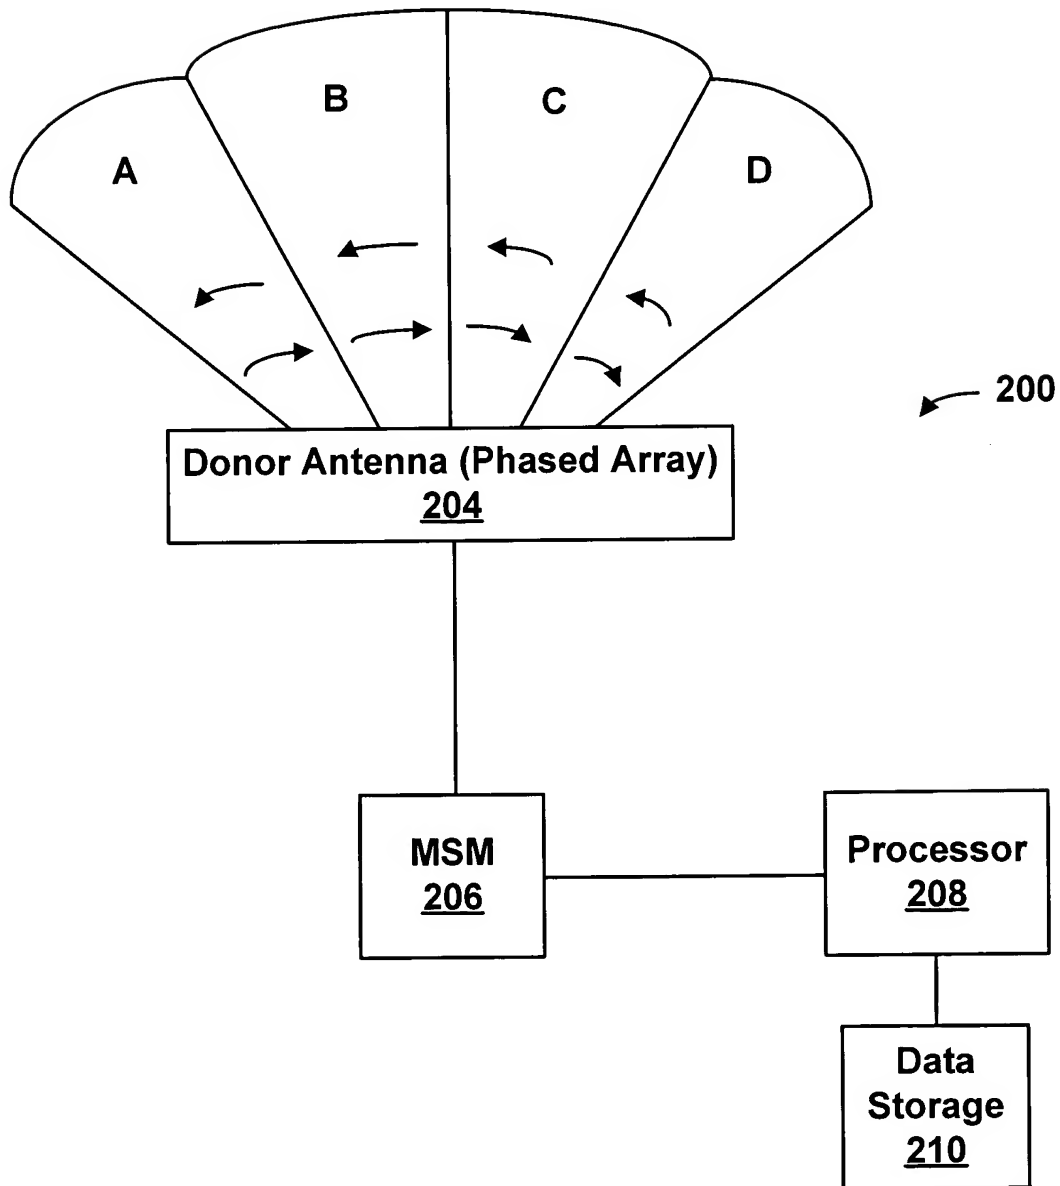 B
C
A
D
200
Donor Antenna (Phased Array)
204
MSM
206
Processor
208
Data
Storage
210